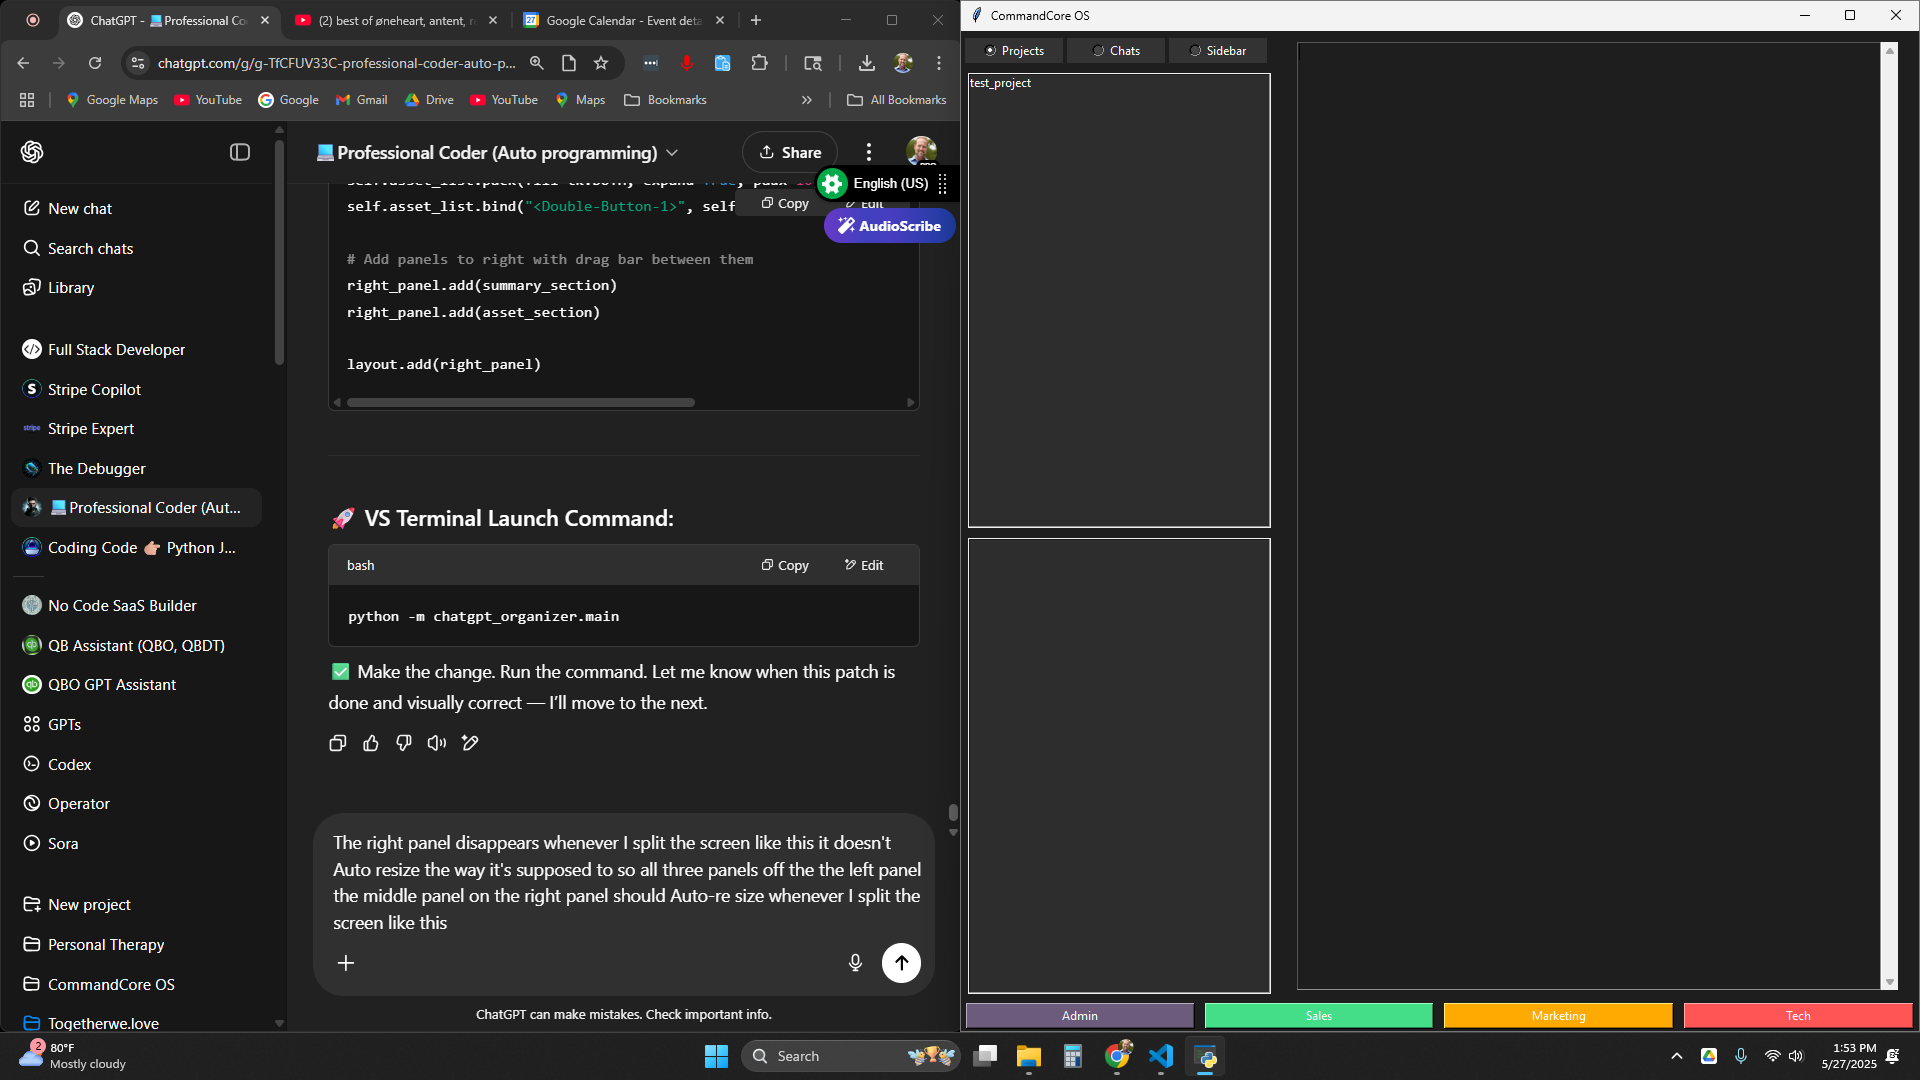 ChatGPT - 💻Professional Co
(2) best of øneheart, antent, r
27
Google Calendar - Event deta
chatgpt.com/g/g-TfCFUV33C-professional-coder-auto-p...
Google Maps
YouTube
Google
Gmail
Drive
YouTube
Maps
Bookmarks
All Bookmarks
💻Professional Coder (Auto programming)
Share
English (US)
AudioScribe
New chat
Search chats
Library
Full Stack Developer
Stripe Copilot
stripe
Stripe Expert
The Debugger
💻Professional Coder (Aut...
Coding Code 👉🏼 Python J...
No Code SaaS Builder
QB Assistant (QBO, QBDT)
QBO GPT Assistant
GPTs
Codex
Operator
Sora
New project
Personal Therapy
CommandCore OS
Togetherwe.love
Copy
Edit
self.asset_list.bind("<Double-Button-1>", self
# Add panels to right with drag bar between them
right_panel.add(summary_section)
right_panel.add(asset_section)
layout.add(right_panel)
🚀 VS Terminal Launch Command:
bash
Copy
Edit
python -m chatgpt_organizer.main
✅ Make the change. Run the command. Let me know when this patch is
done and visually correct — I'll move to the next.
The right panel disappears whenever I split the screen like this it doesn't
Auto resize the way it's supposed to so all three panels off the the left panel
the middle panel on the right panel should Auto-re size whenever I split the
screen like this
ChatGPT can make mistakes. Check important info.
CommandCore OS
Projects
Chats
Sidebar
test_project
Admin
Sales
Marketing
Tech
2
80°F
Mostly cloudy
Search
1:53 PM
5/27/2025